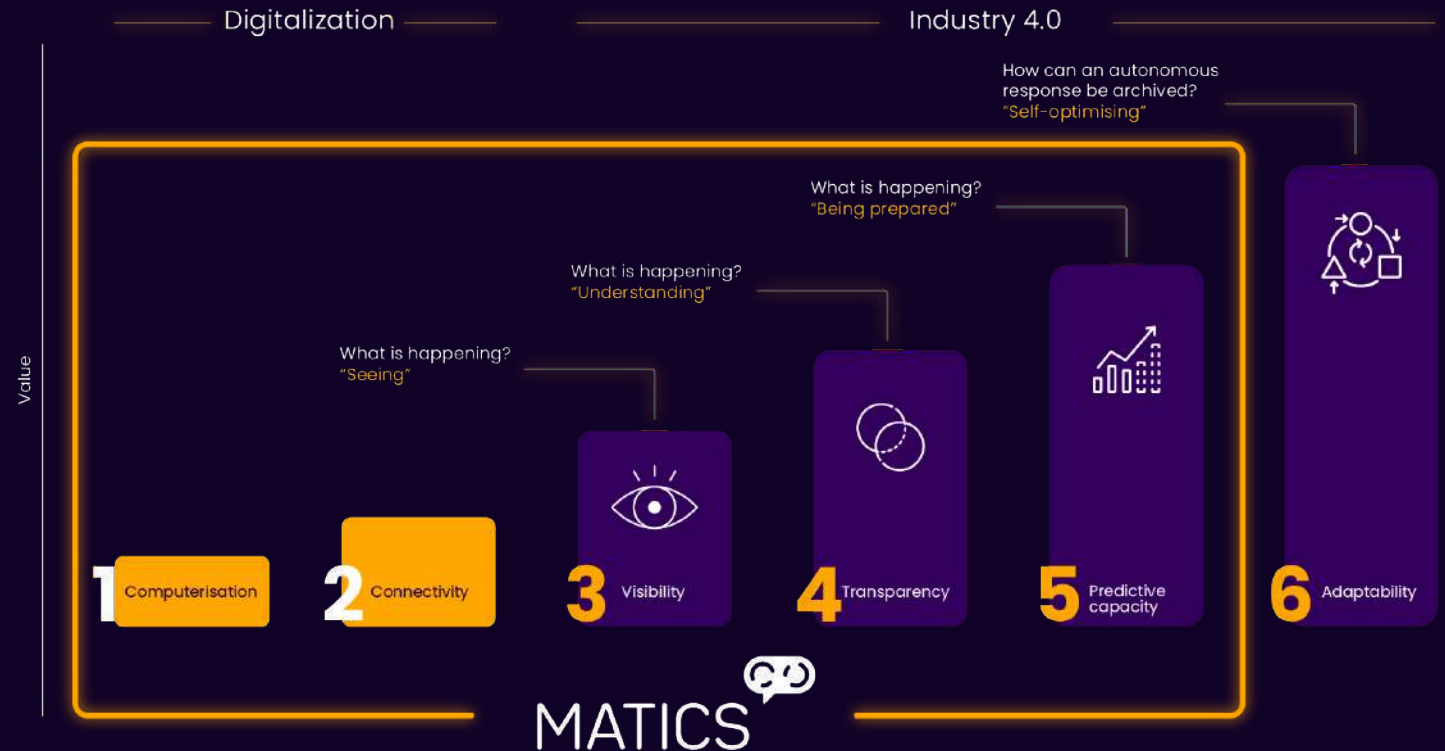 Digitalization
Industry 4.0
How can an autonomous
response be archived?
“Self-optimising”
What is happening?
“Being prepared”
What is happening?
“Understanding”
What is happening?
“Seeing”
Value
1 Computerisation
2 Connectivity
3 Visibility
4 Transparency
5 Predictive
capacity
6 Adaptability
MATICS